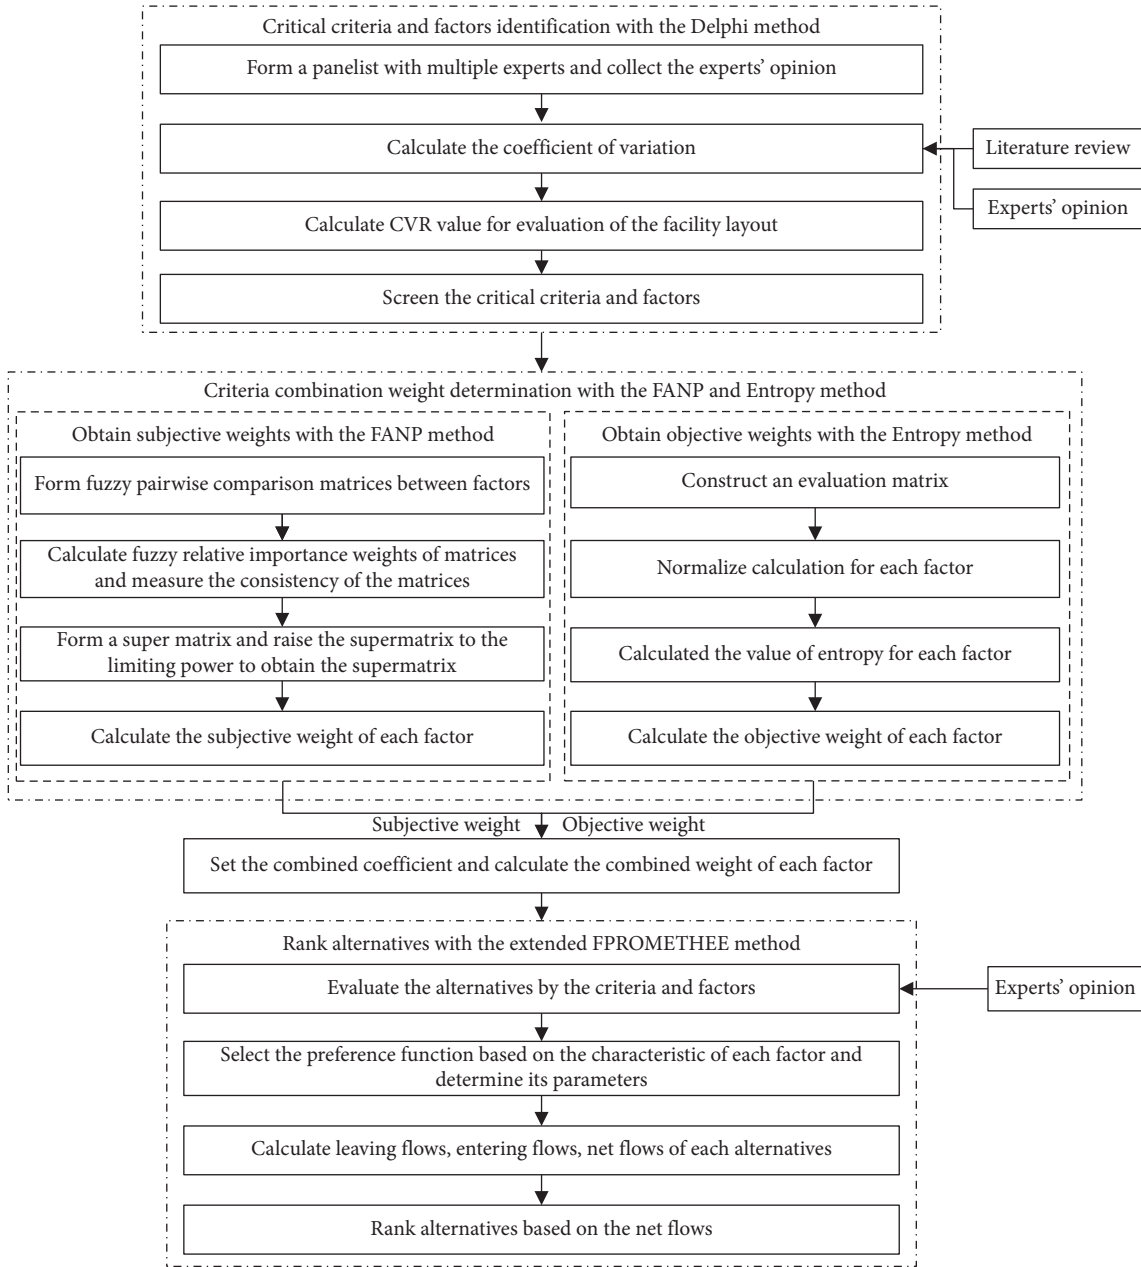 Critical criteria and factors identification with the Delphi method
Form a panelist with multiple experts and collect the experts’ opinion
Calculate the coefficient of variation
Literature review
Experts’ opinion
Calculate CVR value for evaluation of the facility layout
Screen the critical criteria and factors
Criteria combination weight determination with the FANP and Entropy method
Obtain subjective weights with the FANP method
Form fuzzy pairwise comparison matrices between factors
Calculate fuzzy relative importance weights of matrices
and measure the consistency of the matrices
Form a super matrix and raise the supermatrix to the
limiting power to obtain the supermatrix
Calculate the subjective weight of each factor
Obtain objective weights with the Entropy method
Construct an evaluation matrix
Normalize calculation for each factor
Calculated the value of entropy for each factor
Calculate the objective weight of each factor
Subjective weight
Objective weight
Set the combined coefficient and calculate the combined weight of each factor
Rank alternatives with the extended FPROMETHEE method
Evaluate the alternatives by the criteria and factors
Experts’ opinion
Select the preference function based on the characteristic of each factor and
determine its parameters
Calculate leaving flows, entering flows, net flows of each alternatives
Rank alternatives based on the net flows